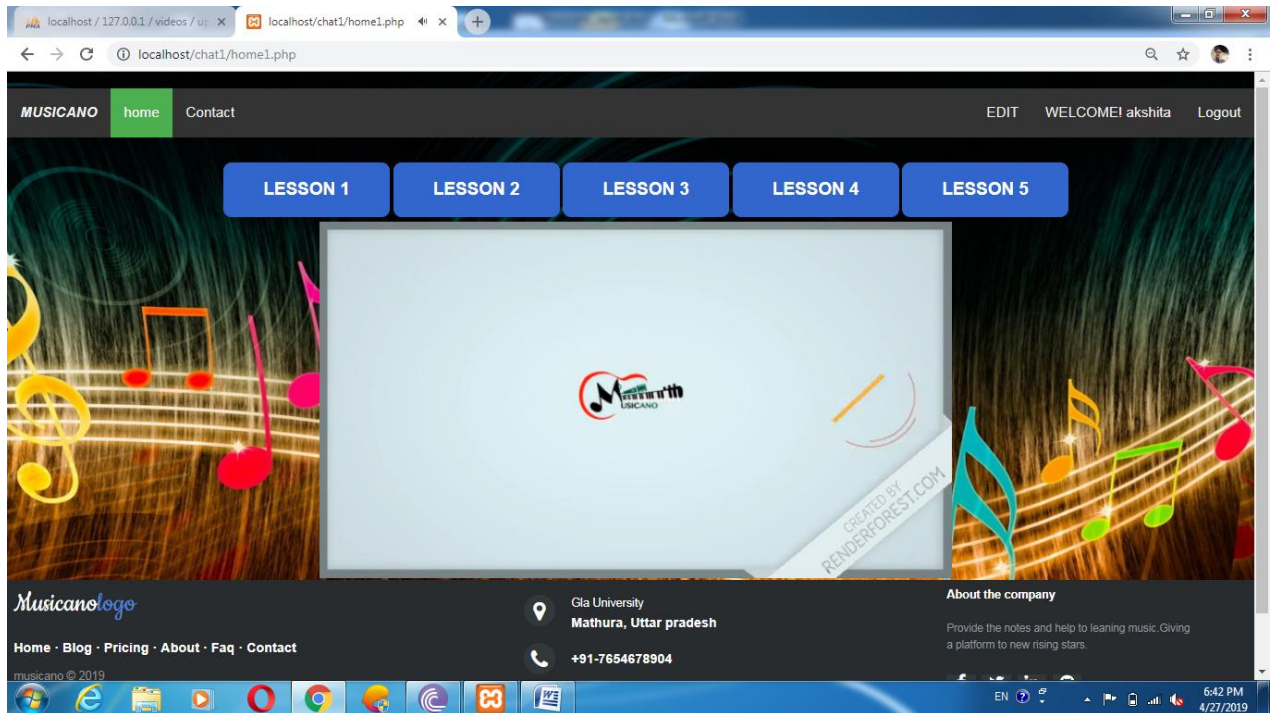 localhost / 127.0.0.1 / videos / up
localhost/chat1/home1.php
localhost/chat1/home1.php
MUSICANO home Contact EDIT WELCOME! akshita Logout
LESSON 1 LESSON 2 LESSON 3 LESSON 4 LESSON 5
USICANO
CREATED BY
RENDERFOREST.COM
Musicanologo
Home · Blog · Pricing · About · Faq · Contact
musicano © 2019
Gla University
Mathura, Uttar pradesh
+91-7654678904
About the company
Provide the notes and help to leaning music.Giving
a platform to new rising stars.
EN
6:42 PM
4/27/2019